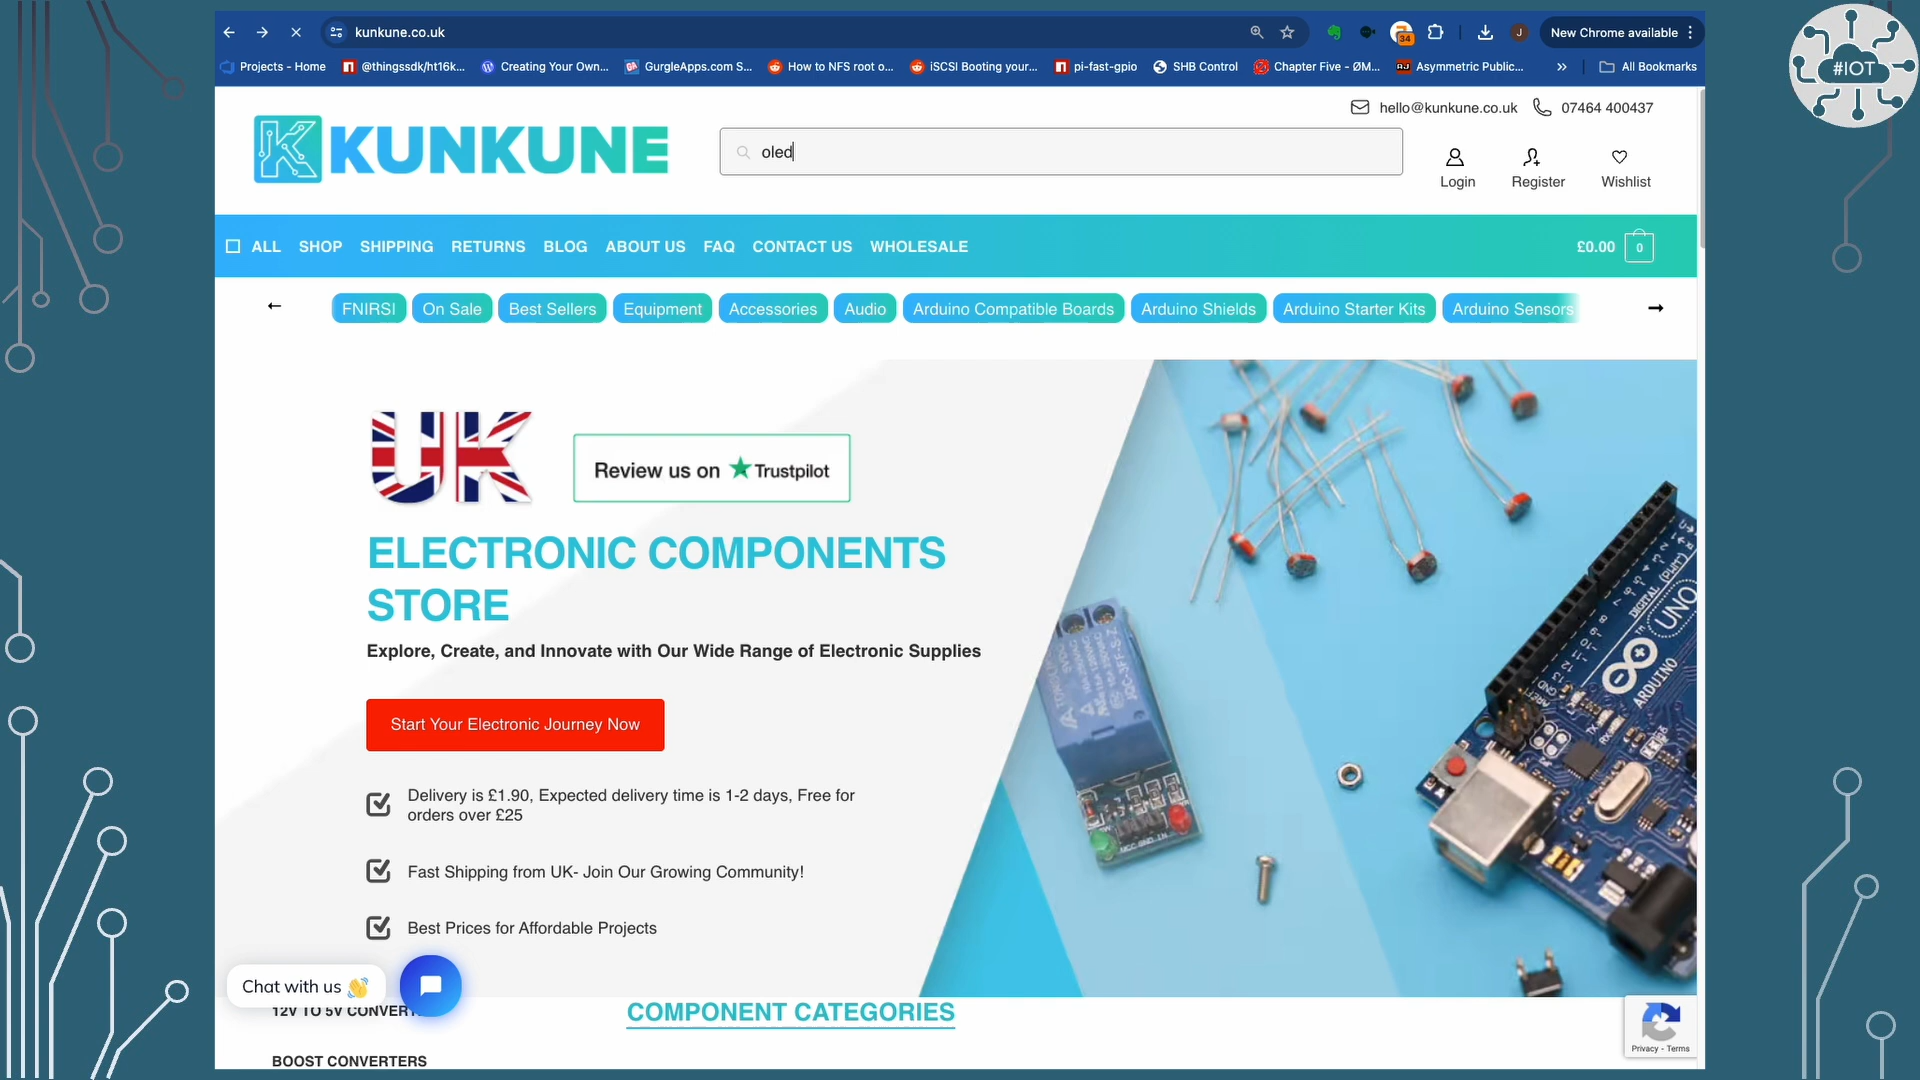 kunkune.co.uk
34
J
New Chrome available
Projects - Home
@thingssdk/ht16k...
Creating Your Own...
GurgleApps.com S...
How to NFS root o...
iSCSI Booting your...
pi-fast-gpio
SHB Control
Chapter Five - ØM...
Asymmetric Public...
»
All Bookmarks
#IOT
hello@kunkune.co.uk
07464 400437
KUNKUNE
oled
Login
Register
Wishlist
ALL
SHOP
SHIPPING
RETURNS
BLOG
ABOUT US
FAQ
CONTACT US
WHOLESALE
£0.00
0
FNIRSI
On Sale
Best Sellers
Equipment
Accessories
Audio
Arduino Compatible Boards
Arduino Shields
Arduino Starter Kits
Arduino Sensors
UK
Review us on Trustpilot
ELECTRONIC COMPONENTS
STORE
Explore, Create, and Innovate with Our Wide Range of Electronic Supplies
Start Your Electronic Journey Now
Delivery is £1.90, Expected delivery time is 1-2 days, Free for
orders over £25
Fast Shipping from UK- Join Our Growing Community!
Best Prices for Affordable Projects
UNO
ARDUINO
Chat with us 👋
12V TO 5V CONVERT
COMPONENT CATEGORIES
BOOST CONVERTERS
Privacy - Terms